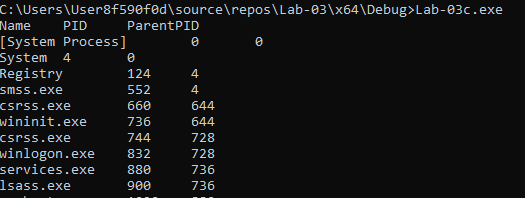 C:\Users\User8f590f0d\source\repos\Lab-03\x64\Debug>Lab-03c.exe
Name PID ParentPID
[System Process] 0 0
System 4 0
Registry 124 4
smss.exe 552 4
csrss.exe 660 644
wininit.exe 736 644
csrss.exe 744 728
winlogon.exe 832 728
services.exe 880 736
lsass.exe 900 736